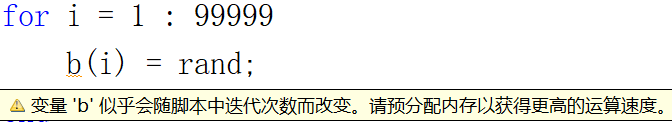 for i = 1 : 99999
b(i) = rand;
变量 'b' 似乎会随脚本中迭代次数而改变。请预分配内存以获得更高的运算速度。